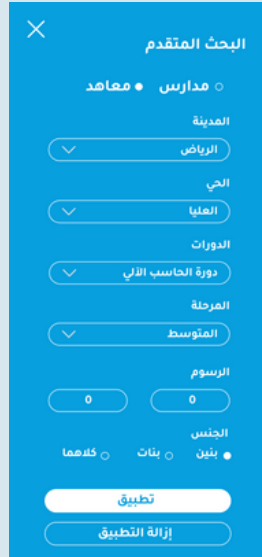 البحث المتقدم
مدارس معاهد
المدينة
الرياض
الحي
العليا
الدورات
دورة الحاسب الآلي
المرحلة
المتوسط
الرسوم
0 0
الجنس
بنين بنات كلاهما
تطبيق
إزالة التطبيق